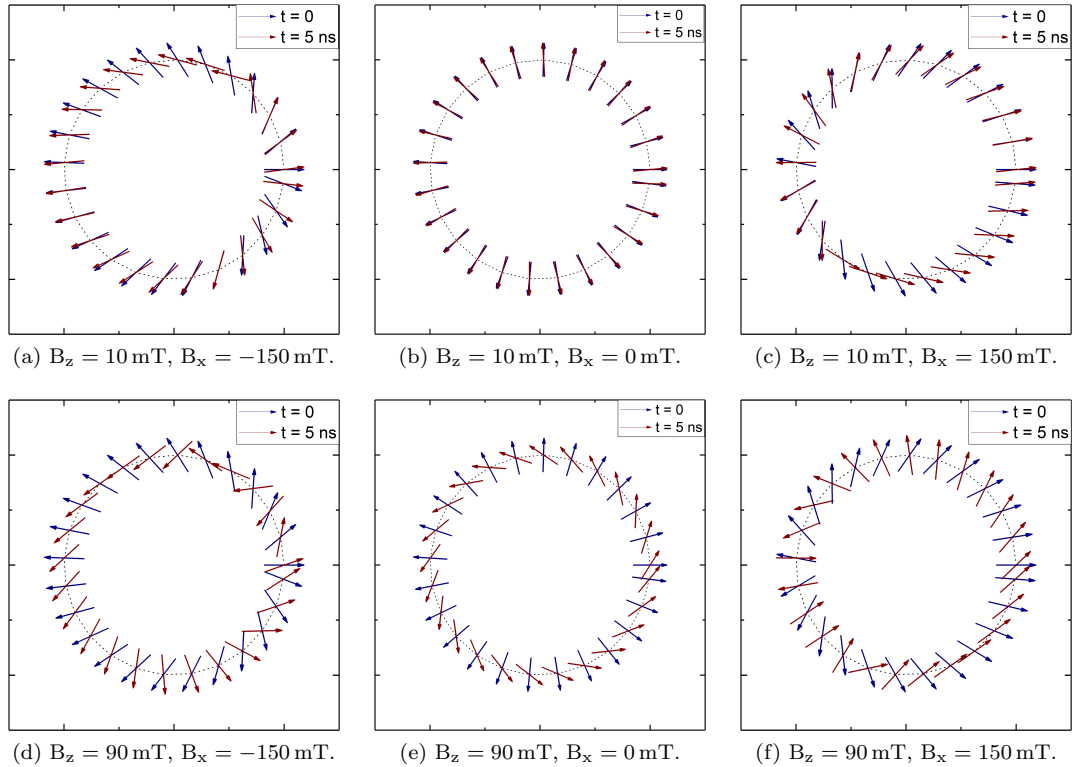 t = 0
t = 5 ns
t = 0
t = 5 ns
t = 0
t = 5 ns
(a) B_z = 10 mT, B_x = −150 mT.
(b) B_z = 10 mT, B_x = 0 mT.
(c) B_z = 10 mT, B_x = 150 mT.
t = 0
t = 5 ns
t = 0
t = 5 ns
t = 0
t = 5 ns
(d) B_z = 90 mT, B_x = −150 mT.
(e) B_z = 90 mT, B_x = 0 mT.
(f) B_z = 90 mT, B_x = 150 mT.